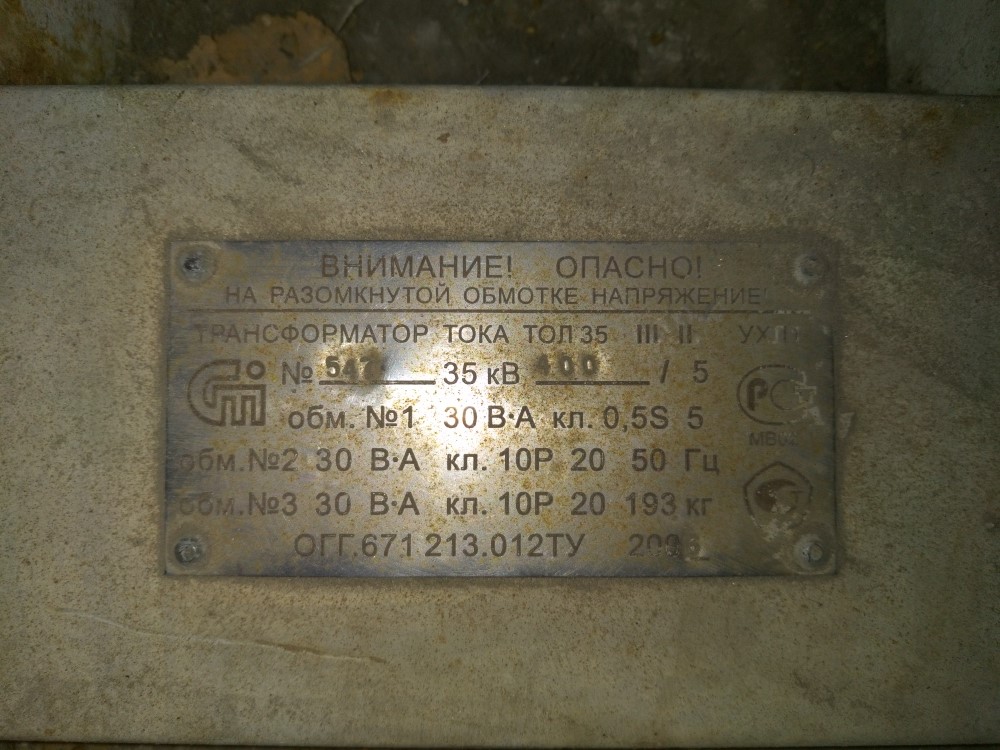 ВНИМАНИЕ! ОПАСНО!
НА РАЗОМКНУТОЙ ОБМОТКЕ НАПРЯЖЕНИЕ!
ТРАНСФОРМАТОР ТОКА ТОЛ 35 III II
№ 35 кВ 400 / 5
обм. №1 30 В·А кл. 0,5S 5
обм. №2 30 В·А кл. 10Р 20 50 Гц
обм. №3 30 В·А кл. 10Р 20 193 кг
ОГГ.671 213.012ТУ